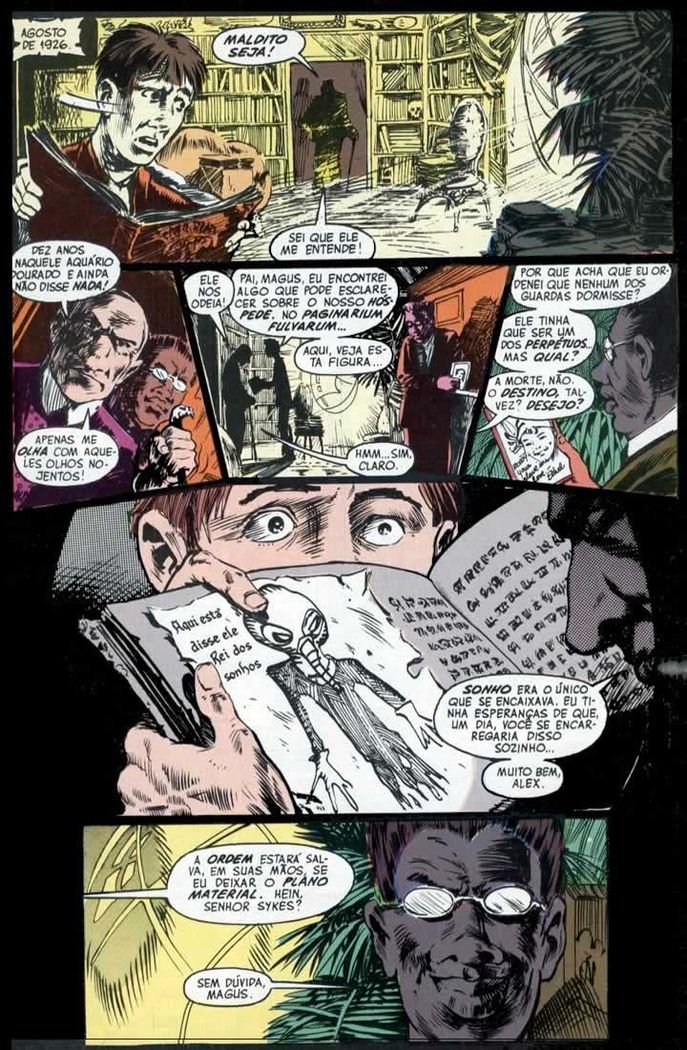 AGOSTO
DE 1926.
MALDITO
SEJA!
SEI QUE ELE
ME ENTENDE!
DEZ ANOS
NAQUELE AQUÁRIO
DOURADO E AINDA
NÃO DISSE NADA!
APENAS ME
OLHA COM AQUE-
LES OLHOS NO-
JENTOS!
ELE
NOS
ODEIA!
PAI, MAGUS, EU ENCONTREI
ALGO QUE PODE ESCLARE-
CER SOBRE O NOSSO HÓS-
PEDE. NO PAGINARIUM
FULVARUM...
AQUI, VEJA ES-
TA FIGURA...
HMM...SIM,
CLARO.
POR QUE ACHA QUE EU OR-
DENEI QUE NENHUM DOS
GUARDAS DORMISSE?
ELE TINHA
QUE SER UM
DOS PERPÉTUOS...
MAS QUAL?
A MORTE, NÃO.
O DESTINO, TAL-
VEZ? DESEJO?
Aqui está
disse ele
Rei dos
sonhos
SONHO ERA O ÚNICO
QUE SE ENCAIXAVA. EU TI-
NHA ESPERANÇAS DE QUE,
UM DIA, VOCÊ SE ENCAR-
REGARIA DISSO
SOZINHO...
MUITO BEM,
ALEX.
A ORDEM ESTARÁ SAL-
VA, EM SUAS MÃOS, SE
EU DEIXAR O PLANO
MATERIAL. HEIN,
SENHOR SYKES?
SEM DÚVIDA,
MAGUS.